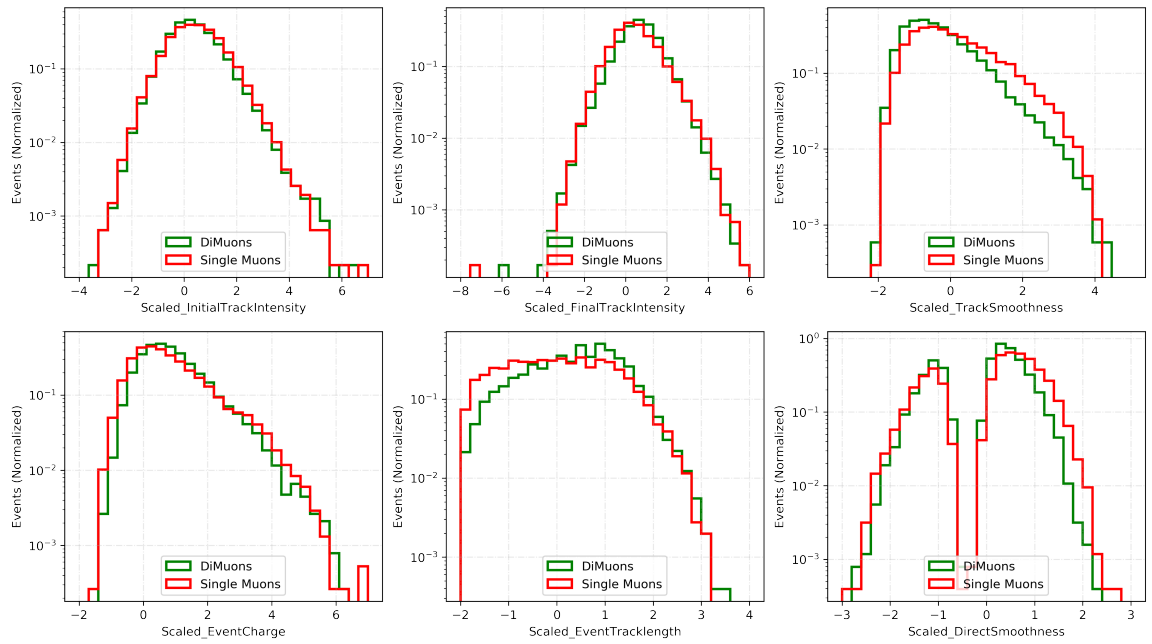 Events (Normalized)
10⁻¹
10⁻²
10⁻³
−4 −2 0 2 4 6
Scaled_InitialTrackIntensity
DiMuons
Single Muons
Events (Normalized)
10⁰
10⁻¹
10⁻²
10⁻³
−8 −6 −4 −2 0 2 4 6
Scaled_FinalTrackIntensity
DiMuons
Single Muons
Events (Normalized)
10⁰
10⁻¹
10⁻²
10⁻³
−2 0 2 4
Scaled_TrackSmoothness
DiMuons
Single Muons
Events (Normalized)
10⁻¹
10⁻²
10⁻³
−2 0 2 4 6
Scaled_EventCharge
DiMuons
Single Muons
Events (Normalized)
10⁰
10⁻¹
10⁻²
10⁻³
−2 −1 0 1 2 3 4
Scaled_EventTracklength
DiMuons
Single Muons
Events (Normalized)
10⁰
10⁻¹
10⁻²
10⁻³
−3 −2 −1 0 1 2 3
Scaled_DirectSmoothness
DiMuons
Single Muons